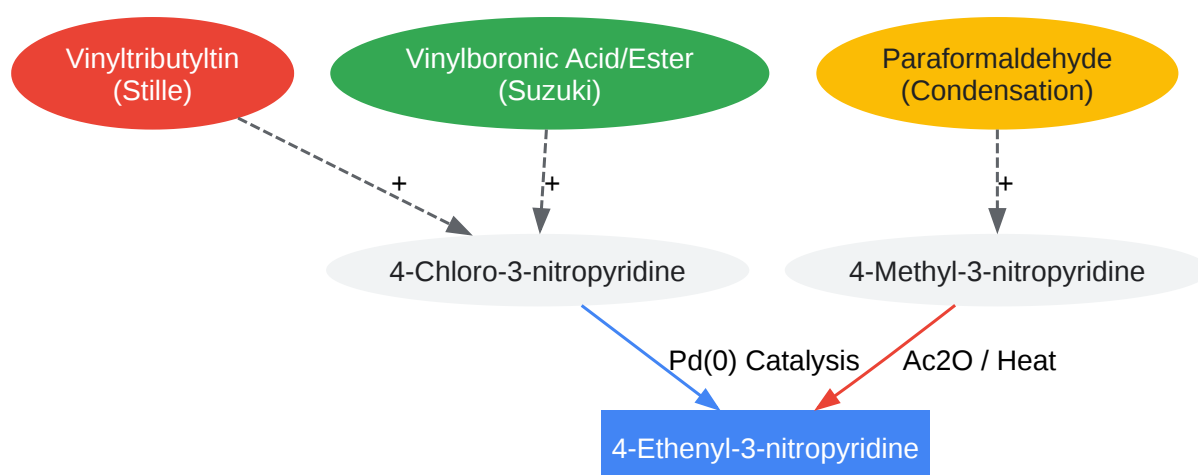 Vinyltributyltin
(Stille)
Vinylboronic Acid/Ester
(Suzuki)
Paraformaldehyde
(Condensation)
+
+
+
4-Chloro-3-nitropyridine
4-Methyl-3-nitropyridine
Pd(0) Catalysis
Ac2O / Heat
4-Ethenyl-3-nitropyridine